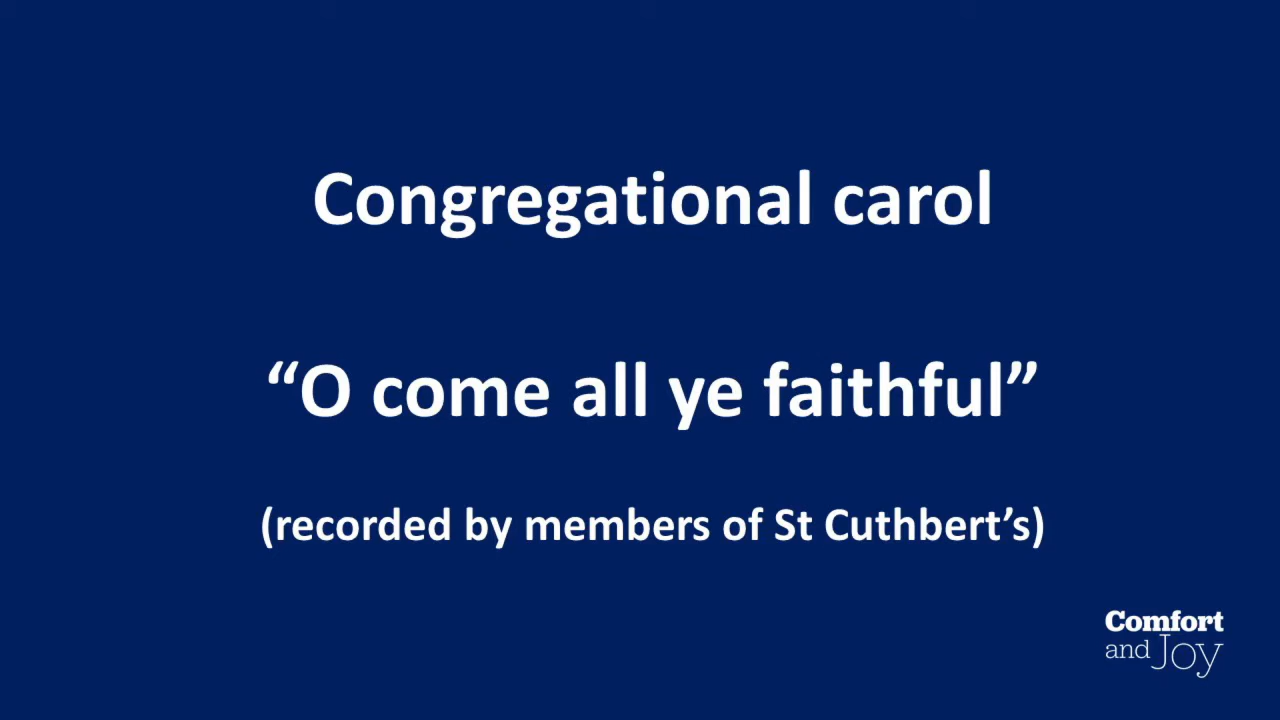 Congregational carol
“O come all ye faithful”
(recorded by members of St Cuthbert’s)
Comfort
and Joy